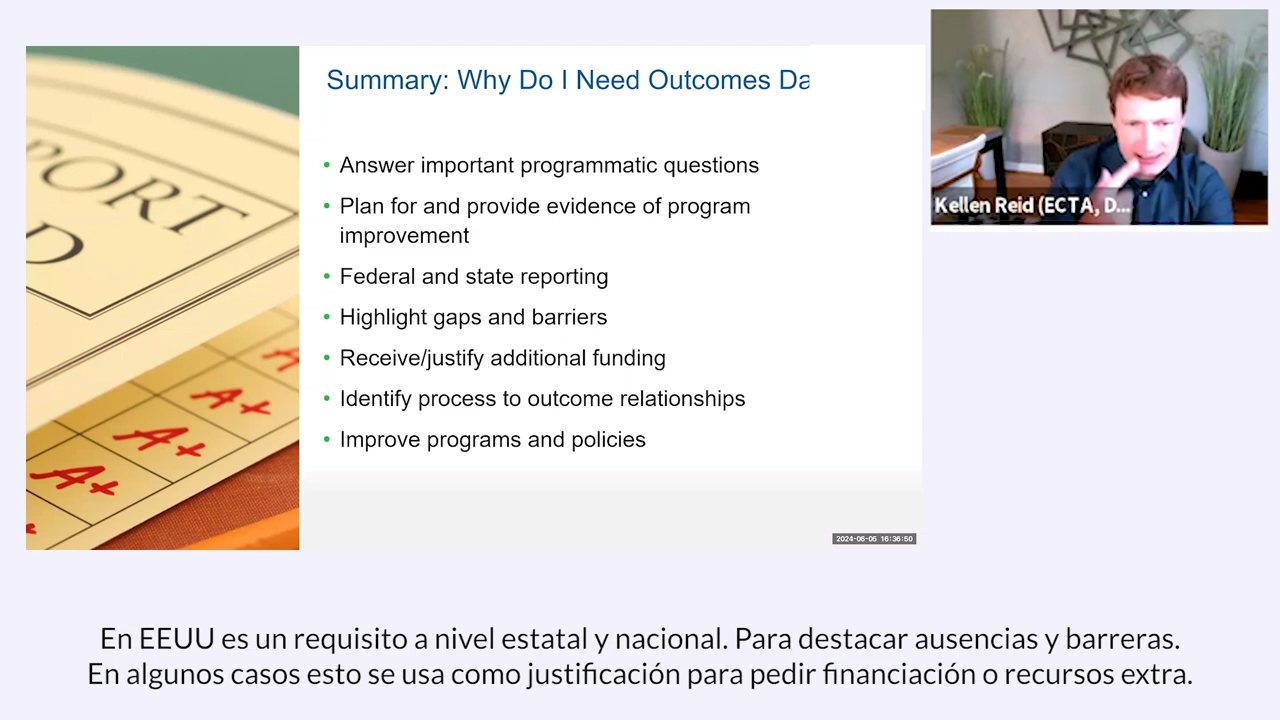 Summary: Why Do I Need Outcomes Da
• Answer important programmatic questions
• Plan for and provide evidence of program
improvement
• Federal and state reporting
• Highlight gaps and barriers
• Receive/justify additional funding
• Identify process to outcome relationships
• Improve programs and policies
PORT
D
A+
A+
A+
2024-06-05 16:36:50
Kellen Reid (ECTA, D...
En EEUU es un requisito a nivel estatal y nacional. Para destacar ausencias y barreras.
En algunos casos esto se usa como justificación para pedir financiación o recursos extra.